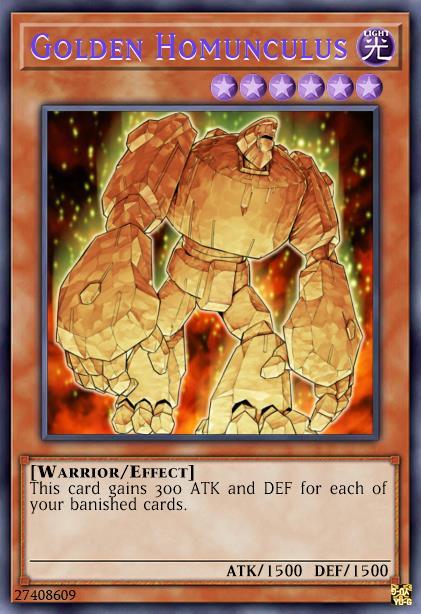 Golden Homunculus
LIGHT
光
[Warrior/Effect]
This card gains 300 ATK and DEF for each of
your banished cards.
ATK/1500 DEF/1500
27408609